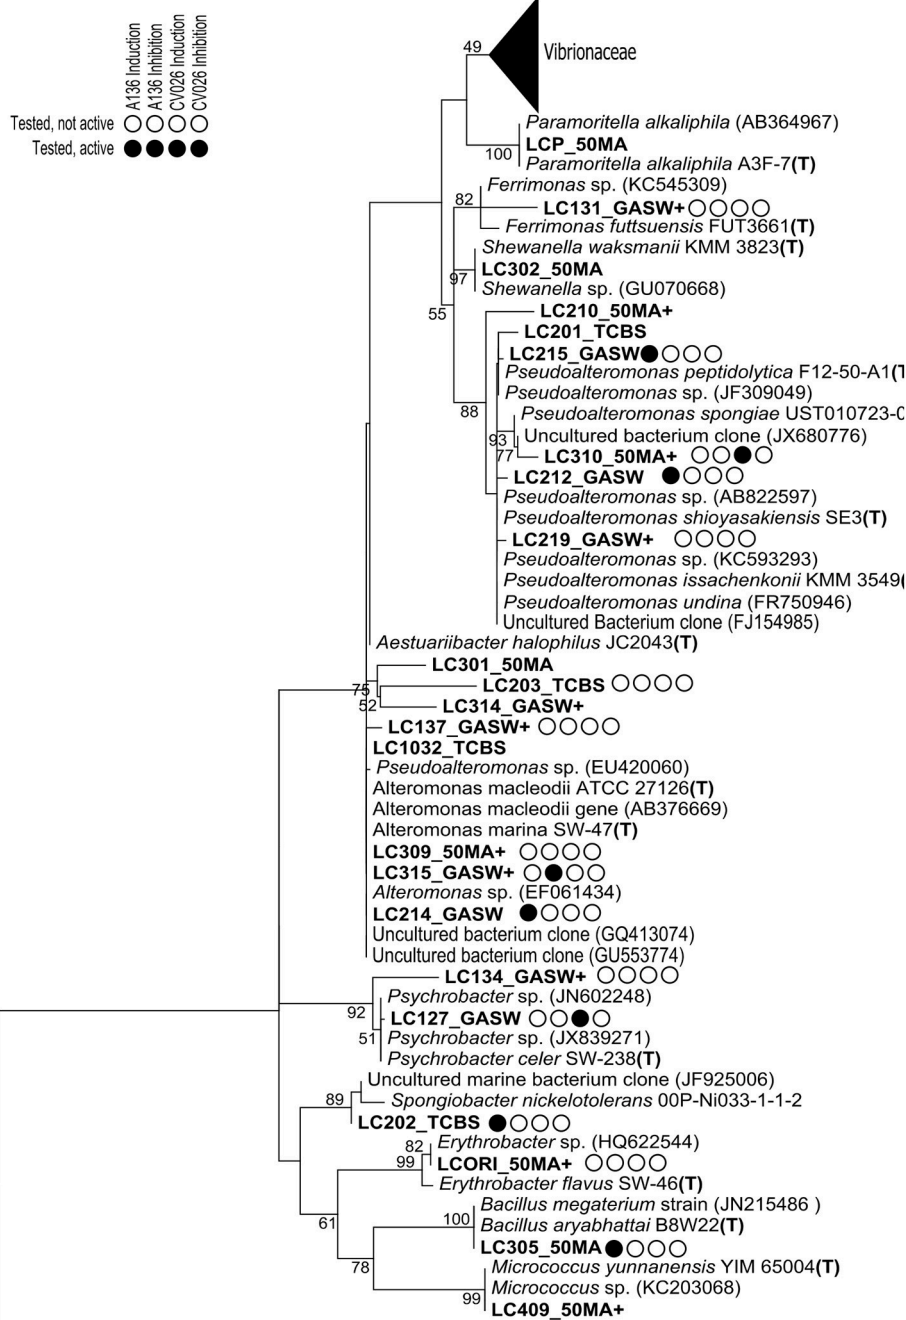 A136 Induction
A136 Inhibition
CV026 Induction
CV026 Inhibition
Tested, not active
Tested, active
49
Vibrionaceae
Paramoritella alkaliphila (AB364967)
LCP_50MA
100
Paramoritella alkaliphila A3F-7(T)
Ferrimonas sp. (KC545309)
82
LC131_GASW+
Ferrimonas futtsuensis FUT3661(T)
Shewanella waksmanii KMM 3823(T)
LC302_50MA
97
Shewanella sp. (GU070668)
55
LC210_50MA+
LC201_TCBS
LC215_GASW
Pseudoalteromonas peptidolytica F12-50-A1(T
Pseudoalteromonas sp. (JF309049)
88
Pseudoalteromonas spongiae UST010723-0
93
Uncultured bacterium clone (JX680776)
77
LC310_50MA+
LC212_GASW
Pseudoalteromonas sp. (AB822597)
Pseudoalteromonas shioyasakiensis SE3(T)
LC219_GASW+
Pseudoalteromonas sp. (KC593293)
Pseudoalteromonas issachenkonii KMM 3549(
Pseudoalteromonas undina (FR750946)
Uncultured Bacterium clone (FJ154985)
Aestuariibacter halophilus JC2043(T)
LC301_50MA
75
LC203_TCBS
52
LC314_GASW+
LC137_GASW+
LC1032_TCBS
Pseudoalteromonas sp. (EU420060)
Alteromonas macleodii ATCC 27126(T)
Alteromonas macleodii gene (AB376669)
Alteromonas marina SW-47(T)
LC309_50MA+
LC315_GASW+
Alteromonas sp. (EF061434)
LC214_GASW
Uncultured bacterium clone (GQ413074)
Uncultured bacterium clone (GU553774)
LC134_GASW+
Psychrobacter sp. (JN602248)
92
LC127_GASW
51
Psychrobacter sp. (JX839271)
Psychrobacter celer SW-238(T)
Uncultured marine bacterium clone (JF925006)
89
Spongiobacter nickelotolerans 00P-Ni033-1-1-2
LC202_TCBS
82
Erythrobacter sp. (HQ622544)
99
LCORI_50MA+
Erythrobacter flavus SW-46(T)
Bacillus megaterium strain (JN215486 )
61
100
Bacillus aryabhattai B8W22(T)
LC305_50MA
78
Micrococcus yunnanensis YIM 65004(T)
Micrococcus sp. (KC203068)
99
LC409_50MA+